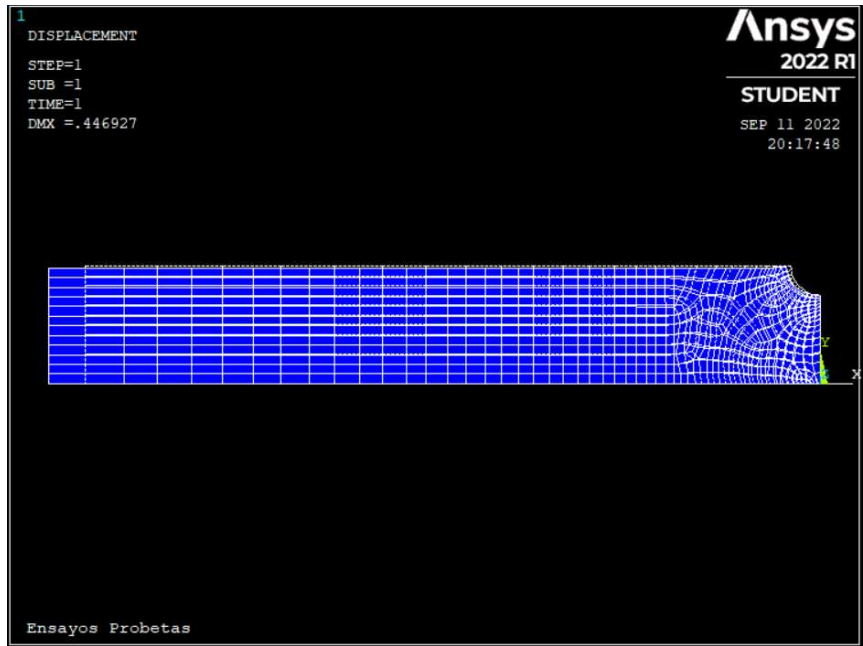 1
DISPLACEMENT
STEP=1
SUB =1
TIME=1
DMX =.446927
Ansys
2022 R1
STUDENT
SEP 11 2022
20:17:48
Y
X
Ensayos Probetas